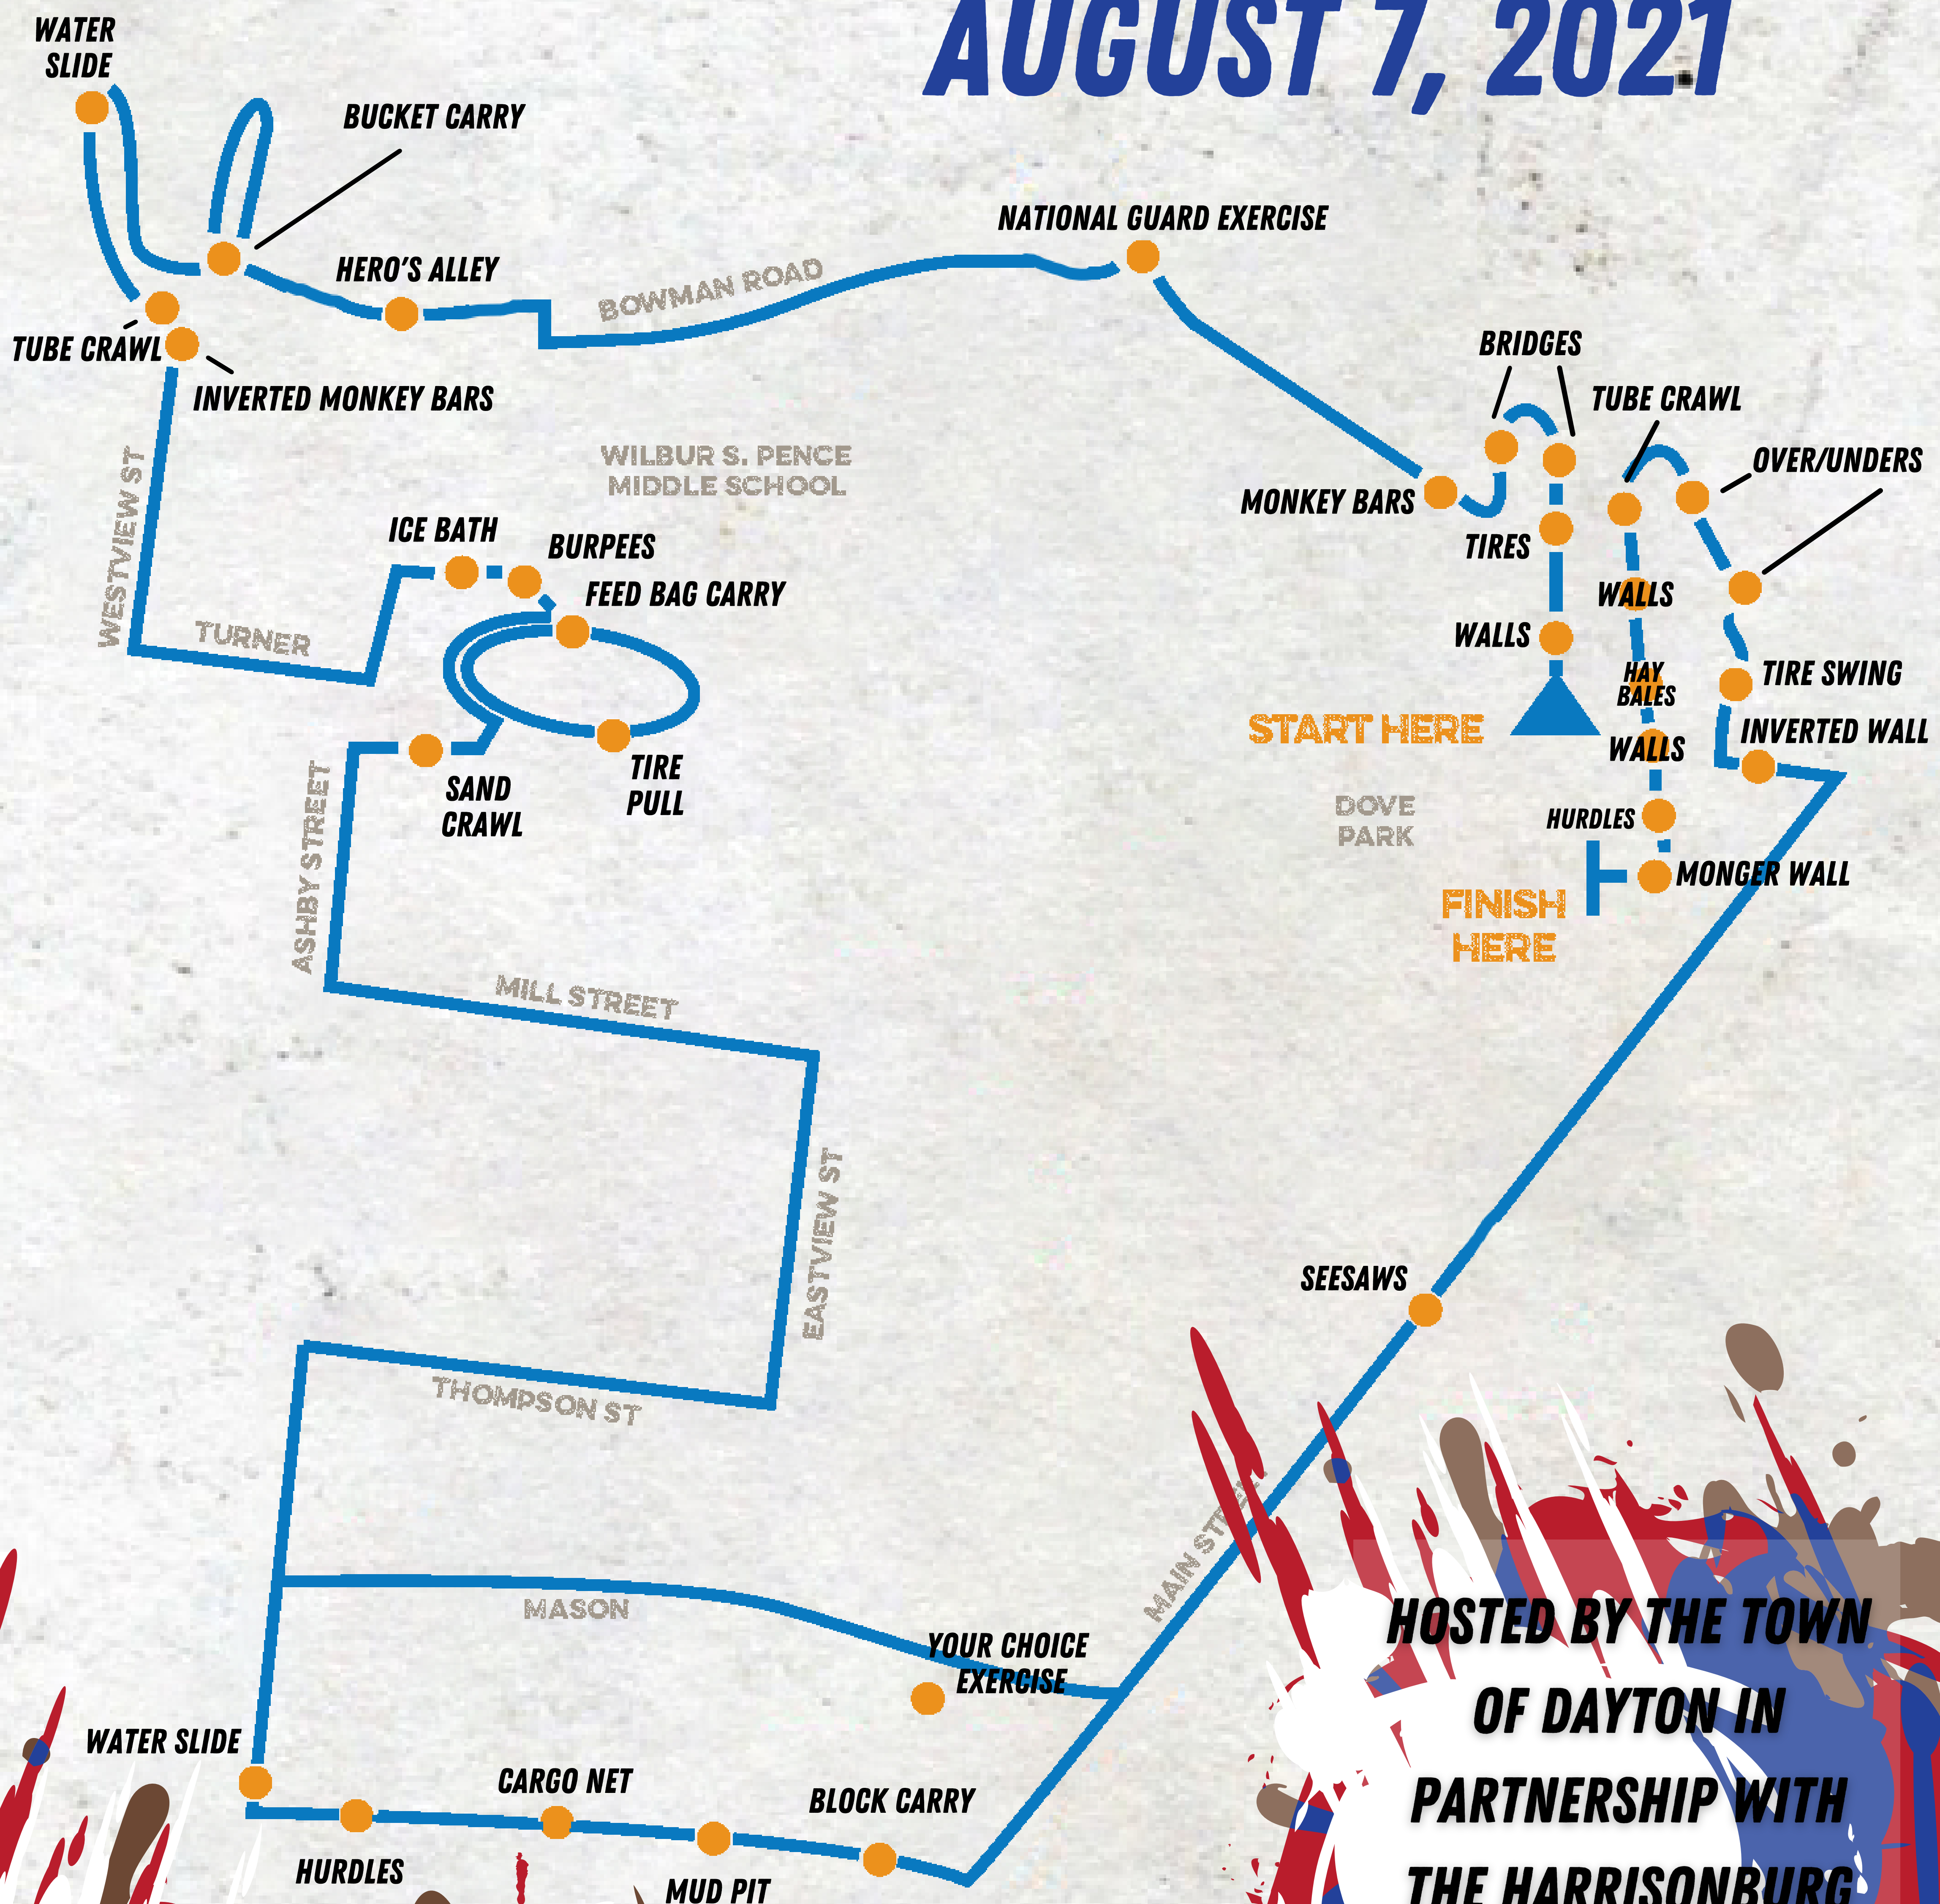 AUGUST 7, 2021
WATER
SLIDE
BUCKET CARRY
HERO'S ALLEY
BOWMAN ROAD
NATIONAL GUARD EXERCISE
TUBE CRAWL
INVERTED MONKEY BARS
BRIDGES
TUBE CRAWL
OVER/UNDERS
MONKEY BARS
TIRES
WALLS
WALLS
HAY
BALES
WALLS
TIRE SWING
INVERTED WALL
START HERE
DOVE
PARK
HURDLES
MONGER WALL
FINISH
HERE
WILBUR S. PENCE
MIDDLE SCHOOL
WESTVIEW ST
TURNER
ICE BATH
BURPEES
FEED BAG CARRY
TIRE
PULL
SAND
CRAWL
ASHBY STREET
MILL STREET
EASTVIEW ST
THOMPSON ST
SEESAWS
MAIN STREET
MASON
YOUR CHOICE
EXERCISE
WATER SLIDE
HURDLES
CARGO NET
MUD PIT
BLOCK CARRY
HOSTED BY THE TOWN
OF DAYTON IN
PARTNERSHIP WITH
THE HARRISONBURG